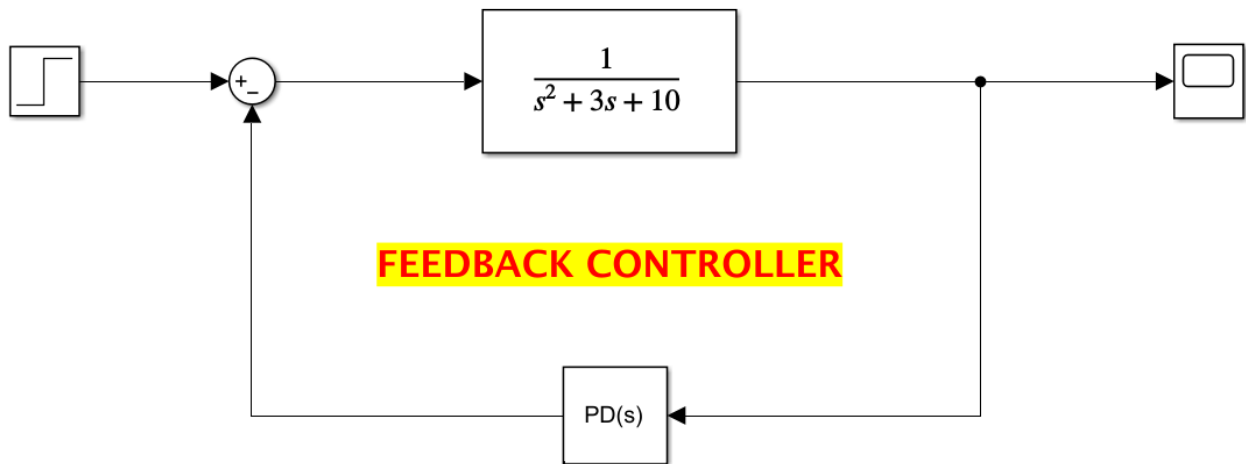 +
−
1
s² + 3s + 10
FEEDBACK CONTROLLER
PD(s)